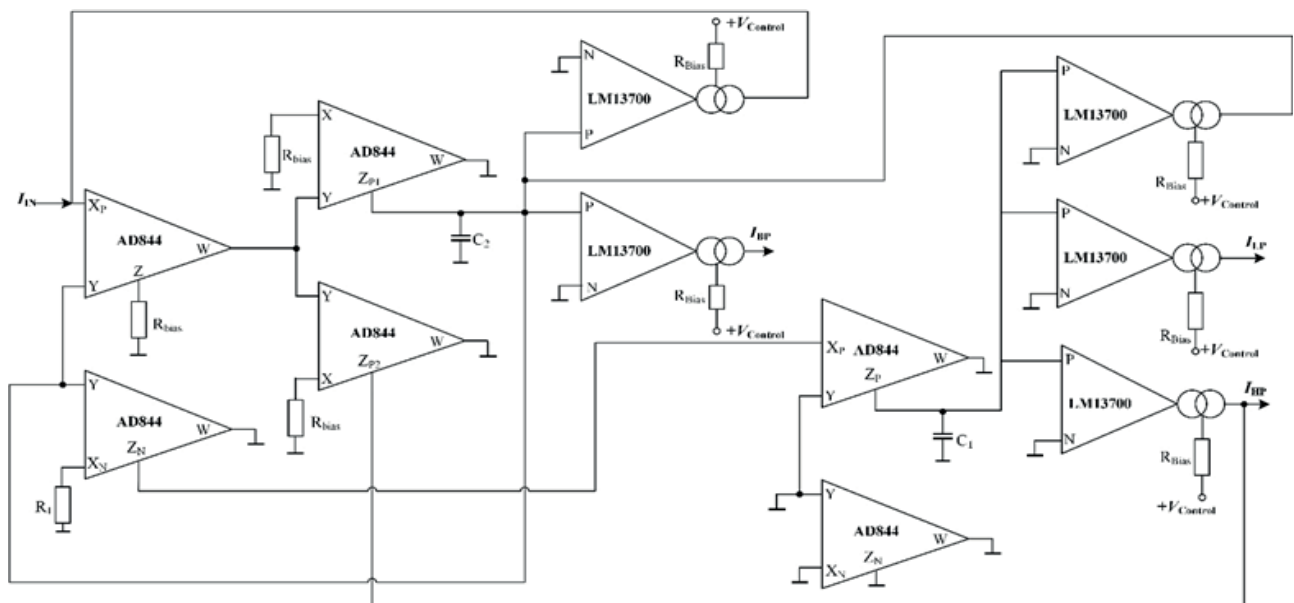 +V_Control
N
R_Bias
LM13700
P
+V_Control
P
LM13700
N
R_Bias
+V_Control
X
AD844
W
R_bias
Z_P1
Y
I_IN
X_P
AD844
W
Y
Z
R_bias
C_2
P
LM13700
I_BP
N
R_Bias
+V_Control
P
LM13700
I_LP
N
R_Bias
+V_Control
Y
AD844
W
X
Z_P2
R_bias
Y
AD844
W
X_N
Z_N
R_1
X_P
AD844
W
Z_P
Y
C_1
P
LM13700
I_HP
N
R_Bias
+V_Control
Y
AD844
W
X_N
Z_N